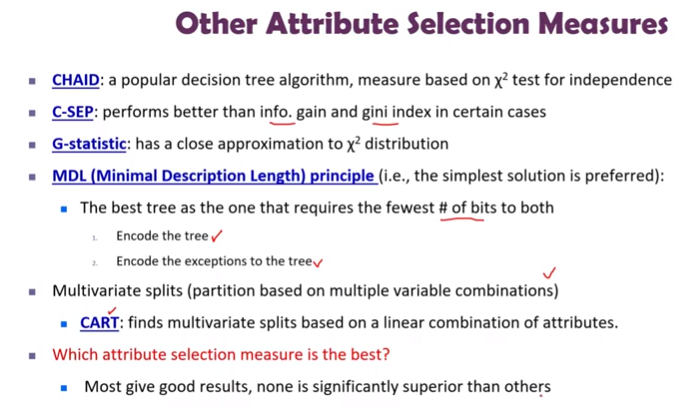 Other Attribute Selection Measures
CHAID: a popular decision tree algorithm, measure based on χ² test for independence
C-SEP: performs better than info. gain and gini index in certain cases
G-statistic: has a close approximation to χ² distribution
MDL (Minimal Description Length) principle (i.e., the simplest solution is preferred):
The best tree as the one that requires the fewest # of bits to both
1. Encode the tree
2. Encode the exceptions to the tree
Multivariate splits (partition based on multiple variable combinations)
CART: finds multivariate splits based on a linear combination of attributes.
Which attribute selection measure is the best?
Most give good results, none is significantly superior than others